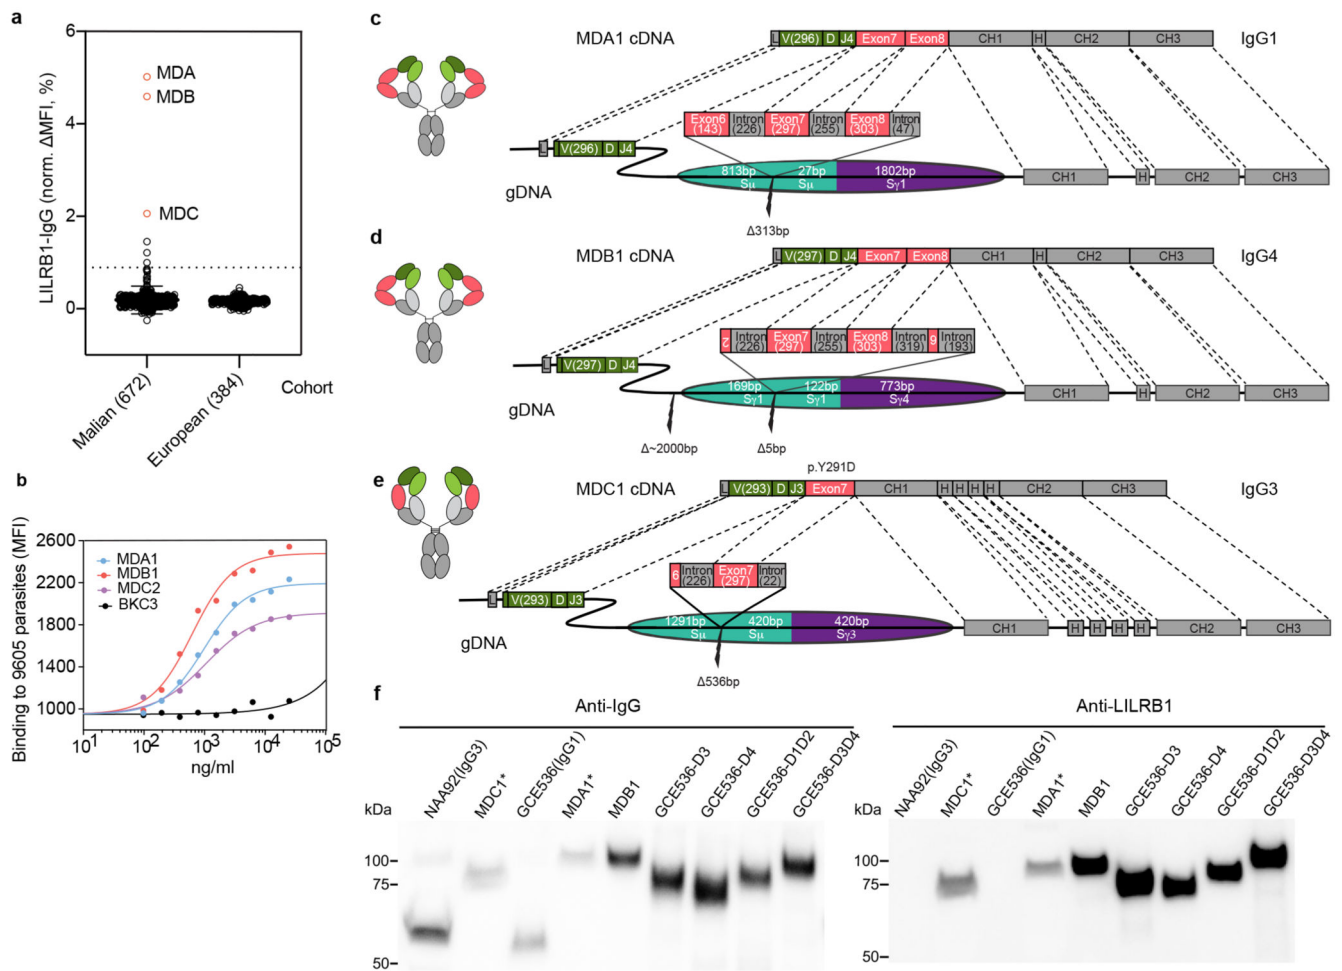 a
6
4
2
0
LILRB1-IgG (norm. ΔMFI, %)
MDA
MDB
MDC
Malian (672)
European (384)
Cohort
b
Binding to 9605 parasites (MFI)
2600
2200
1800
1400
1000
MDA1
MDB1
MDC2
BKC3
10¹ 10² 10³ 10⁴ 10⁵
ng/ml
c
MDA1 cDNA
L V(296) D J4 Exon7 Exon8 CH1 H CH2 CH3
IgG1
Exon6 (143) Intron (226) Exon7 (297) Intron (255) Exon8 (303) Intron (47)
L V(296) D J4
gDNA
813bp Sμ 27bp Sμ 1802bp Sγ1
CH1 H CH2 CH3
Δ313bp
d
MDB1 cDNA
L V(297) D J4 Exon7 Exon8 CH1 H CH2 CH3
IgG4
2 Intron (226) Exon7 (297) Intron (255) Exon8 (303) Intron (319) 9 Intron (193)
L V(297) D J4
gDNA
169bp Sγ1 122bp Sγ1 773bp Sγ4
CH1 H CH2 CH3
Δ~2000bp
Δ5bp
e
p.Y291D
MDC1 cDNA
L V(293) D J3 Exon7 CH1 H H H H CH2 CH3
IgG3
6 Intron (226) Exon7 (297) Intron (22)
L V(293) D J3
gDNA
1291bp Sμ 420bp Sμ 420bp Sγ3
CH1 H H H H CH2 CH3
Δ536bp
f
Anti-IgG
kDa
NAA92(IgG3)
MDC1*
GCE536(IgG1)
MDA1*
MDB1
GCE536-D3
GCE536-D4
GCE536-D1D2
GCE536-D3D4
100
75
50
Anti-LILRB1
kDa
NAA92(IgG3)
MDC1*
GCE536(IgG1)
MDA1*
MDB1
GCE536-D3
GCE536-D4
GCE536-D1D2
GCE536-D3D4
100
75
50